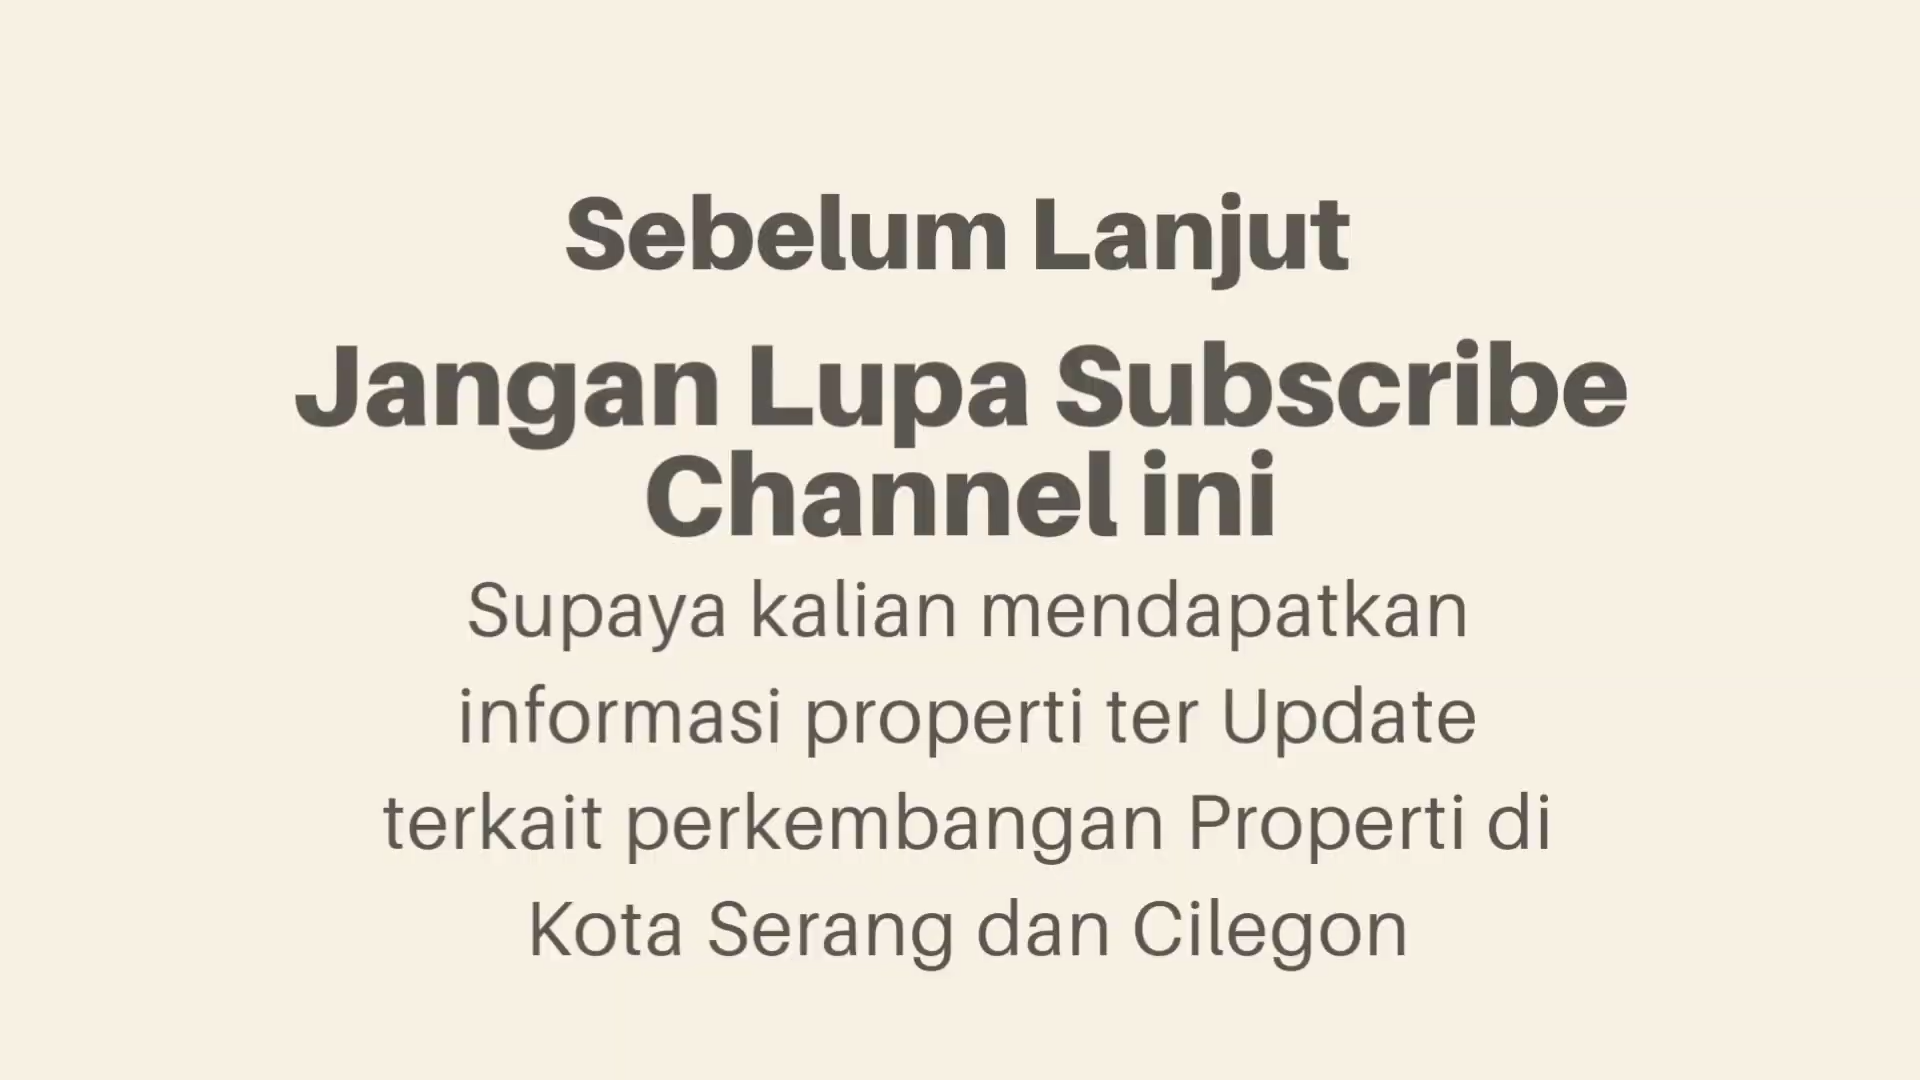 Sebelum Lanjut
Jangan Lupa Subscribe
Channel ini
Supaya kalian mendapatkan
informasi properti ter Update
terkait perkembangan Properti di
Kota Serang dan Cilegon